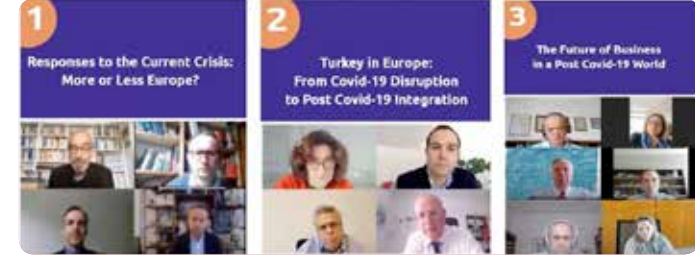 1
Responses to the Current Crisis:
More or Less Europe?
2
Turkey in Europe:
From Covid-19 Disruption
to Post Covid-19 Integration
3
The Future of Business
in a Post Covid-19 World